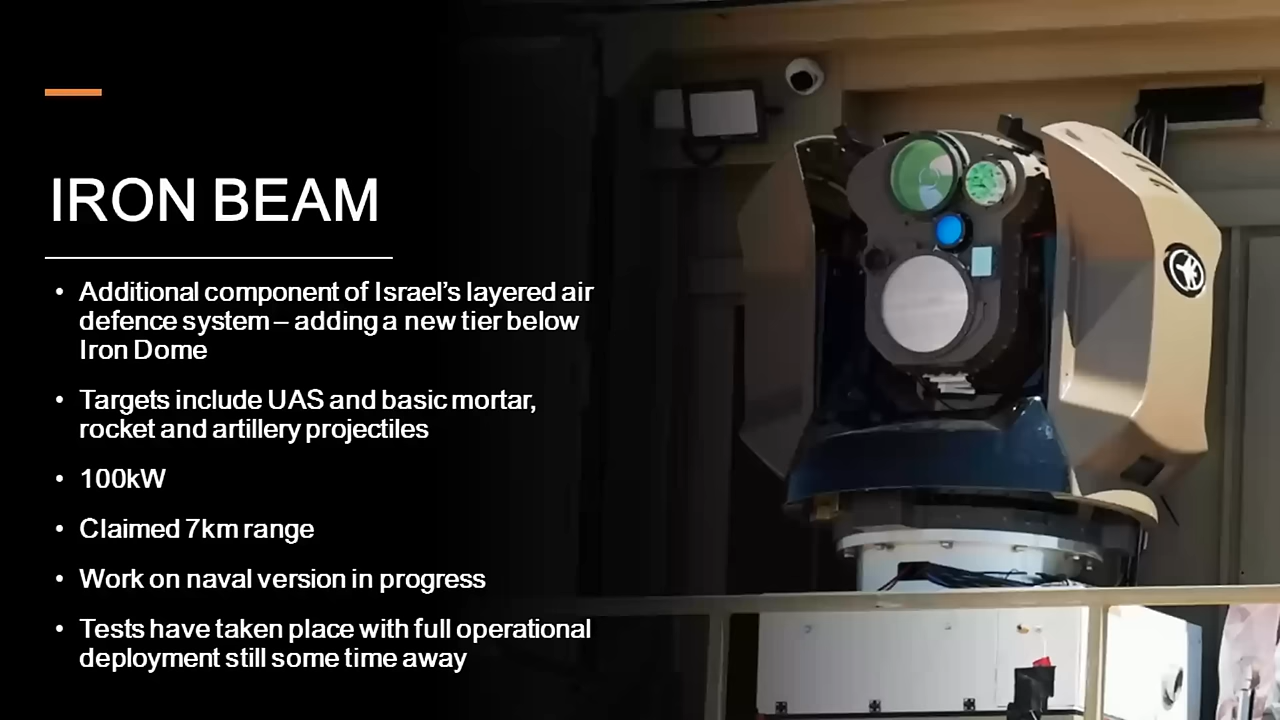 IRON BEAM
• Additional component of Israel’s layered air
defence system – adding a new tier below
Iron Dome
• Targets include UAS and basic mortar,
rocket and artillery projectiles
• 100kW
• Claimed 7km range
• Work on naval version in progress
• Tests have taken place with full operational
deployment still some time away